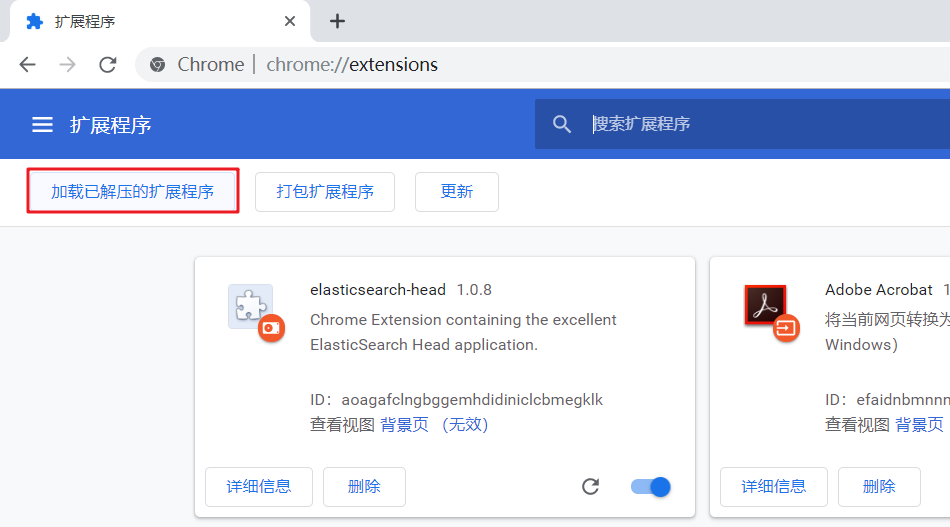 扩展程序
Chrome | chrome://extensions
扩展程序
搜索扩展程序
加载已解压的扩展程序
打包扩展程序
更新
elasticsearch-head 1.0.8
Chrome Extension containing the excellent
ElasticSearch Head application.
ID：aoagafclngbggemhdidiniclcbmegklk
查看视图 背景页 （无效）
详细信息
删除
Adobe Acrobat 1
将当前网页转换为
Windows)
ID：efaidnbmnnn
查看视图 背景页
详细信息
删除